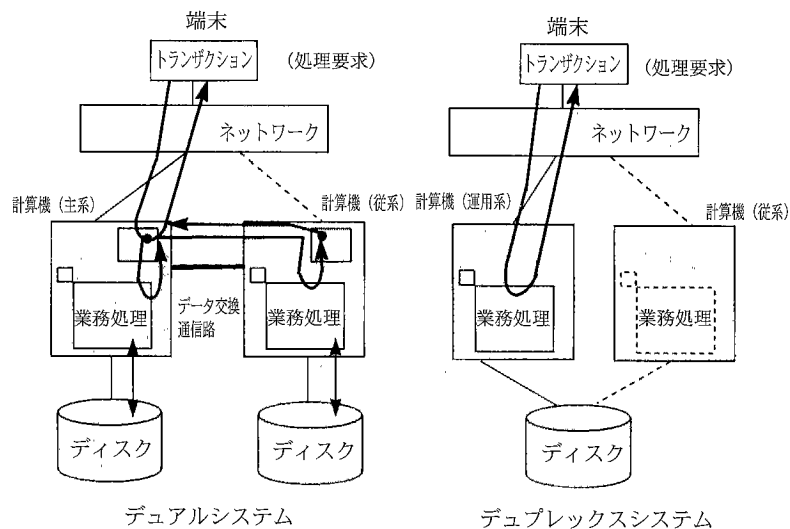 端末
トランザクション
(処理要求)
ネットワーク
計算機(主系)
計算機(従系)
業務処理
データ交換
通信路
業務処理
ディスク
ディスク
デュアルシステム
端末
トランザクション
(処理要求)
ネットワーク
計算機(運用系)
計算機(従系)
業務処理
業務処理
ディスク
デュプレックスシステム